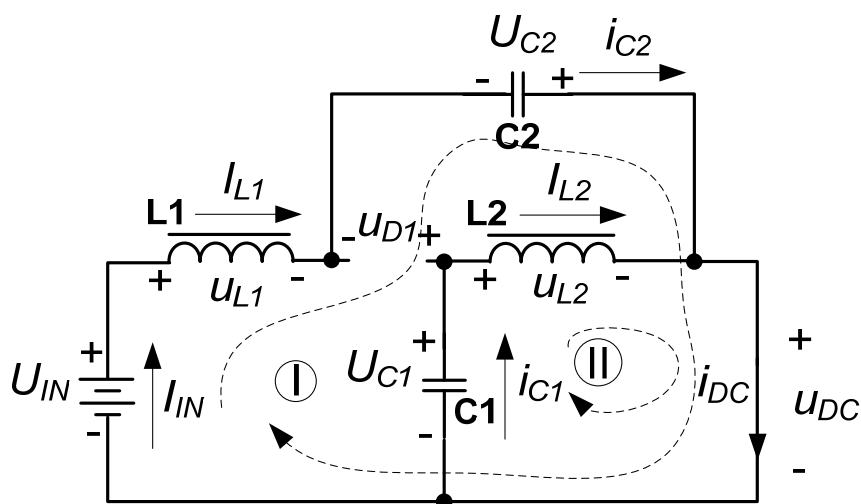 U_C2 i_C2
- +
C2
I_L1 I_L2
L1 - u_D1 + L2
+ u_L1 - + u_L2 -
+ + +
U_IN I_IN I U_C1 i_C1 II i_DC u_DC
C1
- - -